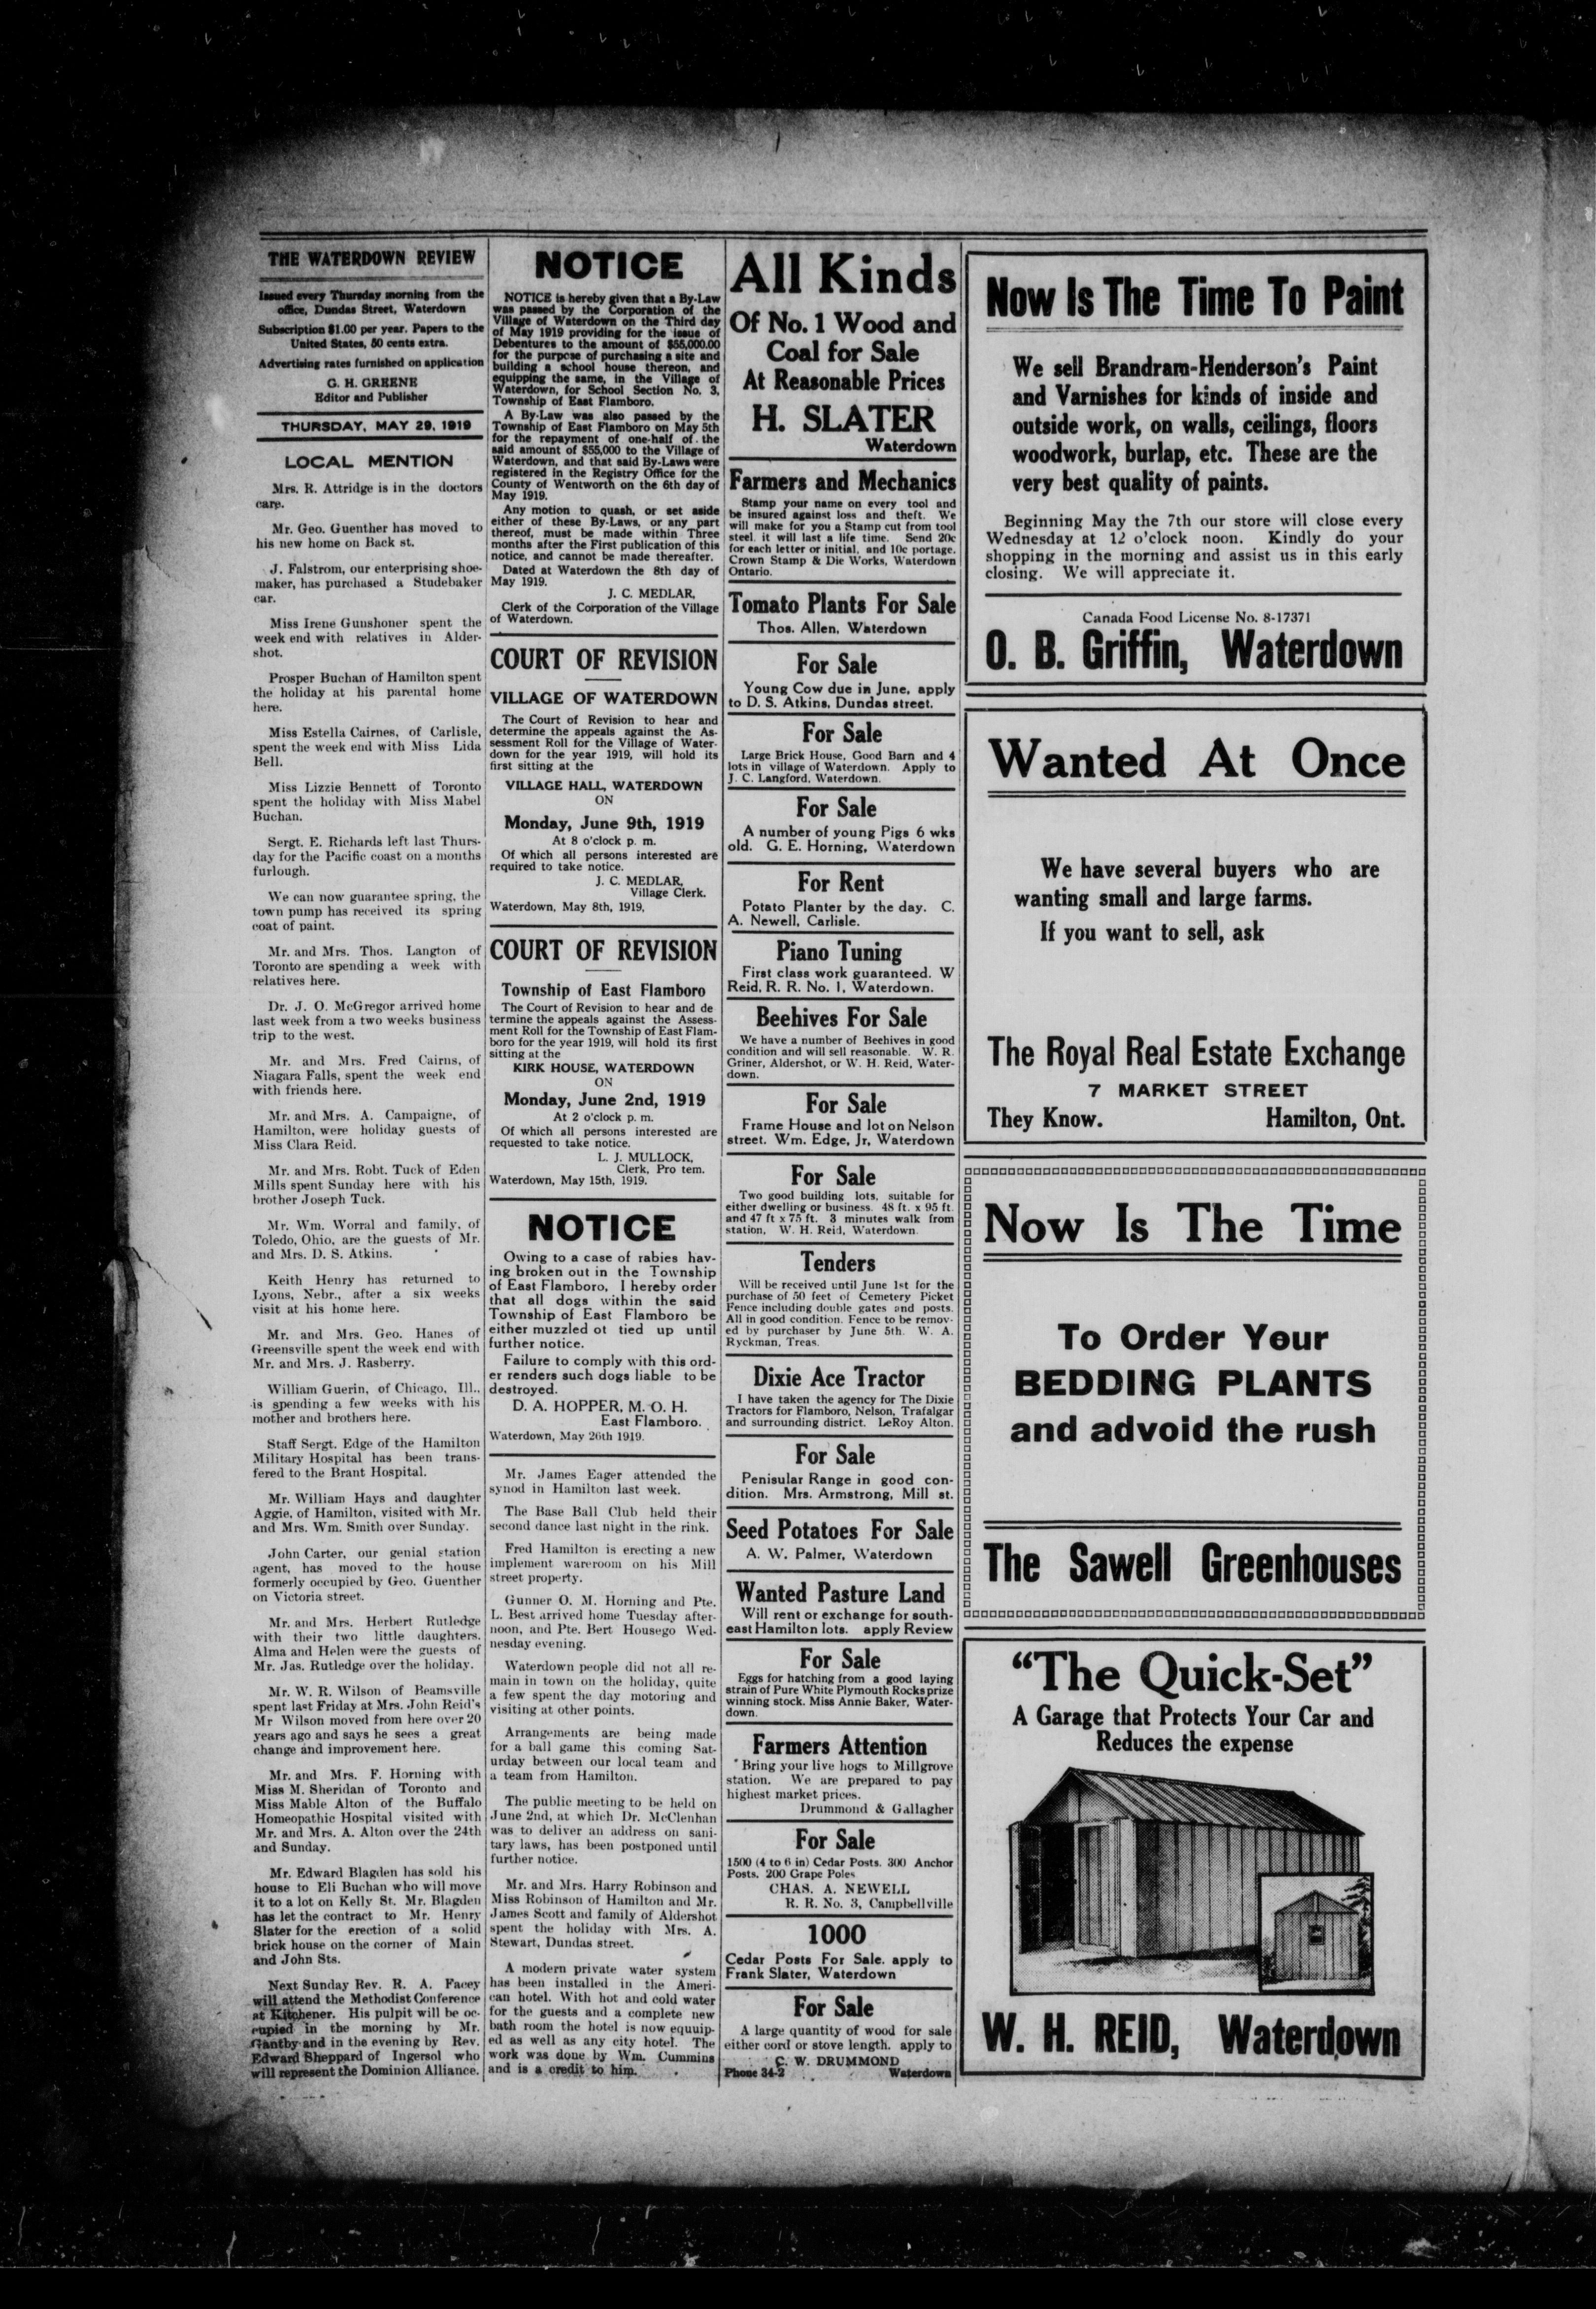 THE WATERDOWN REVIEW
Issued every Thursday morning from the
office, Dundas Street, Waterdown
Subscription $1.00 per year. Papers to the
United States, 50 cents extra.
Advertising rates furnished on application
G. H. GREENE
Editor and Publisher
THURSDAY, MAY 29, 1919
LOCAL MENTION
Mrs. R. Attridge is in the doctors
care.
Mr. Geo. Guenther has moved to
his new home on Back st.
J. Falstrom, our enterprising shoe-
maker, has purchased a Studebaker
car.
Miss Irene Gunshoner spent the
week end with relatives in Alder-
shot.
Prosper Buchan of Hamilton spent
the holiday at his parental home
here.
Miss Estella Cairnes, of Carlisle,
spent the week end with Miss Lida
Bell.
Miss Lizzie Bennett of Toronto
spent the holiday with Miss Mabel
Buchan.
Sergt. E. Richards left last Thurs-
day for the Pacific coast on a months
furlough.
We can now guarantee spring, the
town pump has received its spring
coat of paint.
Mr. and Mrs. Thos. Langton of
Toronto are spending a week with
relatives here.
Dr. J. O. McGregor arrived home
last week from a two weeks business
trip to the west.
Mr. and Mrs. Fred Cairns, of
Niagara Falls, spent the week end
with friends here.
Mr. and Mrs. A. Campaigne, of
Hamilton, were holiday guests of
Miss Clara Reid.
Mr. and Mrs. Robt. Tuck of Eden
Mills spent Sunday here with his
brother Joseph Tuck.
Mr. Wm. Worral and family, of
Toledo, Ohio, are the guests of Mr.
and Mrs. D. S. Atkins.
Keith Henry has returned to
Lyons, Nebr., after a six weeks
visit at his home here.
Mr. and Mrs. Geo. Hanes of
Greensville spent the week end with
Mr. and Mrs. J. Rasberry.
William Guerin, of Chicago, Ill.,
is spending a few weeks with his
mother and brothers here.
Staff Sergt. Edge of the Hamilton
Military Hospital has been trans-
fered to the Brant Hospital.
Mr. William Hays and daughter
Aggie, of Hamilton, visited with Mr.
and Mrs. Wm. Smith over Sunday.
John Carter, our genial station
agent, has moved to the house
formerly occupied by Geo. Guenther
on Victoria street.
Mr. and Mrs. Herbert Rutledge
with their two little daughters,
Alma and Helen were the guests of
Mr. Jas. Rutledge over the holiday.
Mr. W. R. Wilson of Beamsville
spent last Friday at Mrs. John Reid's
Mr Wilson moved from here over 20
years ago and says he sees a great
change and improvement here.
Mr. and Mrs. F. Horning with
Miss M. Sheridan of Toronto and
Miss Mable Alton of the Buffalo
Homeopathic Hospital visited with
Mr. and Mrs. A. Alton over the 24th
and Sunday.
Mr. Edward Blagden has sold his
house to Eli Buchan who will move
it to a lot on Kelly St. Mr. Blagden
has let the contract to Mr. Henry
Slater for the erection of a solid
brick house on the corner of Main
and John Sts.
Next Sunday Rev. R. A. Facey
will attend the Methodist Conference
at Kitchener. His pulpit will be oc-
cupied in the morning by Mr.
Gantby and in the evening by Rev.
Edward Sheppard of Ingersol who
will represent the Dominion Alliance.
NOTICE
NOTICE is hereby given that a By-Law
was passed by the Corporation of the
Village of Waterdown on the Third day
of May 1919 providing for the issue of
Debentures to the amount of $55,000.00
for the purpose of purchasing a site and
building a school house thereon, and
equipping the same, in the Village of
Waterdown, for School Section No. 3,
Township of East Flamboro.
A By-Law was also passed by the
Township of East Flamboro on May 5th
for the repayment of one-half of the
said amount of $55,000 to the Village of
Waterdown, and that said By-Laws were
registered in the Registry Office for the
County of Wentworth on the 6th day of
May 1919.
Any motion to quash, or set aside
either of these By-Laws, or any part
thereof, must be made within Three
months after the First publication of this
notice, and cannot be made thereafter.
Dated at Waterdown the 8th day of
May 1919.
J. C. MEDLAR,
Clerk of the Corporation of the Village
of Waterdown.
COURT OF REVISION
VILLAGE OF WATERDOWN
The Court of Revision to hear and
determine the appeals against the As-
sessment Roll for the Village of Water-
down for the year 1919, will hold its
first sitting at the
VILLAGE HALL, WATERDOWN
ON
Monday, June 9th, 1919
At 8 o'clock p. m.
Of which all persons interested are
required to take notice.
J. C. MEDLAR,
Village Clerk.
Waterdown, May 8th, 1919,
COURT OF REVISION
Township of East Flamboro
The Court of Revision to hear and de
termine the appeals against the Assess-
ment Roll for the Township of East Flam-
boro for the year 1919, will hold its first
sitting at the
KIRK HOUSE, WATERDOWN
ON
Monday, June 2nd, 1919
At 2 o'clock p. m.
Of which all persons interested are
requested to take notice.
L. J. MULLOCK,
Clerk, Pro tem.
Waterdown, May 15th, 1919.
NOTICE
Owing to a case of rabies hav-
ing broken out in the Township
of East Flamboro, I hereby order
that all dogs within the said
Township of East Flamboro be
either muzzled ot tied up until
further notice.
Failure to comply with this ord-
er renders such dogs liable to be
destroyed.
D. A. HOPPER, M. O. H.
East Flamboro.
Waterdown, May 26th 1919.
Mr. James Eager attended the
synod in Hamilton last week.
The Base Ball Club held their
second dance last night in the rink.
Fred Hamilton is erecting a new
implement wareroom on his Mill
street property.
Gunner O. M. Horning and Pte.
L. Best arrived home Tuesday after-
noon, and Pte. Bert Housego Wed-
nesday evening.
Waterdown people did not all re-
main in town on the holiday, quite
a few spent the day motoring and
visiting at other points.
Arrangements are being made
for a ball game this coming Sat-
urday between our local team and
a team from Hamilton.
The public meeting to be held on
June 2nd, at which Dr. McClenhan
was to deliver an address on sani-
tary laws, has been postponed until
further notice.
Mr. and Mrs. Harry Robinson and
Miss Robinson of Hamilton and Mr.
James Scott and family of Aldershot
spent the holiday with Mrs. A.
Stewart, Dundas street.
A modern private water system
has been installed in the Ameri-
can hotel. With hot and cold water
for the guests and a complete new
bath room the hotel is now equuip-
ed as well as any city hotel. The
work was done by Wm. Cummins
and is a credit to him.
All Kinds
Of No. 1 Wood and
Coal for Sale
At Reasonable Prices
H. SLATER
Waterdown
Farmers and Mechanics
Stamp your name on every tool and
be insured against loss and theft. We
will make for you a Stamp cut from tool
steel, it will last a life time. Send 20c
for each letter or initial, and 10c portage.
Crown Stamp & Die Works, Waterdown
Ontario.
Tomato Plants For Sale
Thos. Allen, Waterdown
For Sale
Young Cow due in June, apply
to D. S. Atkins, Dundas street.
For Sale
Large Brick House, Good Barn and 4
lots in village of Waterdown. Apply to
J. C. Langford, Waterdown.
For Sale
A number of young Pigs 6 wks
old. G. E. Horning, Waterdown
For Rent
Potato Planter by the day. C.
A. Newell, Carlisle.
Piano Tuning
First class work guaranteed. W
Reid, R. R. No. 1, Waterdown.
Beehives For Sale
We have a number of Beehives in good
condition and will sell reasonable. W. R.
Griner, Aldershot, or W. H. Reid, Water-
down.
For Sale
Frame House and lot on Nelson
street. Wm. Edge, Jr, Waterdown
For Sale
Two good building lots, suitable for
either dwelling or business. 48 ft. x 95 ft.
and 47 ft x 75 ft. 3 minutes walk from
station, W. H. Reid, Waterdown.
Tenders
Will be received until June 1st for the
purchase of 50 feet of Cemetery Picket
Fence including double gates and posts.
All in good condition. Fence to be remov-
ed by purchaser by June 5th. W. A.
Ryckman, Treas.
Dixie Ace Tractor
I have taken the agency for The Dixie
Tractors for Flamboro, Nelson, Trafalgar
and surrounding district. LeRoy Alton.
For Sale
Penisular Range in good con-
dition. Mrs. Armstrong, Mill st.
Seed Potatoes For Sale
A. W. Palmer, Waterdown
Wanted Pasture Land
Will rent or exchange for south-
east Hamilton lots. apply Review
For Sale
Eggs for hatching from a good laying
strain of Pure White Plymouth Rocks prize
winning stock. Miss Annie Baker, Water-
down.
Farmers Attention
Bring your live hogs to Millgrove
station. We are prepared to pay
highest market prices.
Drummond & Gallagher
For Sale
1500 (4 to 6 in) Cedar Posts. 300 Anchor
Posts. 200 Grape Poles
CHAS. A. NEWELL
R. R. No. 3, Campbellville
1000
Cedar Posts For Sale. apply to
Frank Slater, Waterdown
For Sale
A large quantity of wood for sale
either cord or stove length. apply to
C. W. DRUMMOND
Phone 34-2 Waterdown
Now Is The Time To Paint
We sell Brandram-Henderson's Paint
and Varnishes for kinds of inside and
outside work, on walls, ceilings, floors
woodwork, burlap, etc. These are the
very best quality of paints.
Beginning May the 7th our store will close every
Wednesday at 12 o'clock noon. Kindly do your
shopping in the morning and assist us in this early
closing. We will appreciate it.
Canada Food License No. 8-17371
O. B. Griffin, Waterdown
Wanted At Once
We have several buyers who are
wanting small and large farms.
If you want to sell, ask
The Royal Real Estate Exchange
7 MARKET STREET
They Know. Hamilton, Ont.
Now Is The Time
To Order Your
BEDDING PLANTS
and advoid the rush
The Sawell Greenhouses
"The Quick-Set"
A Garage that Protects Your Car and
Reduces the expense
W. H. REID, Waterdown